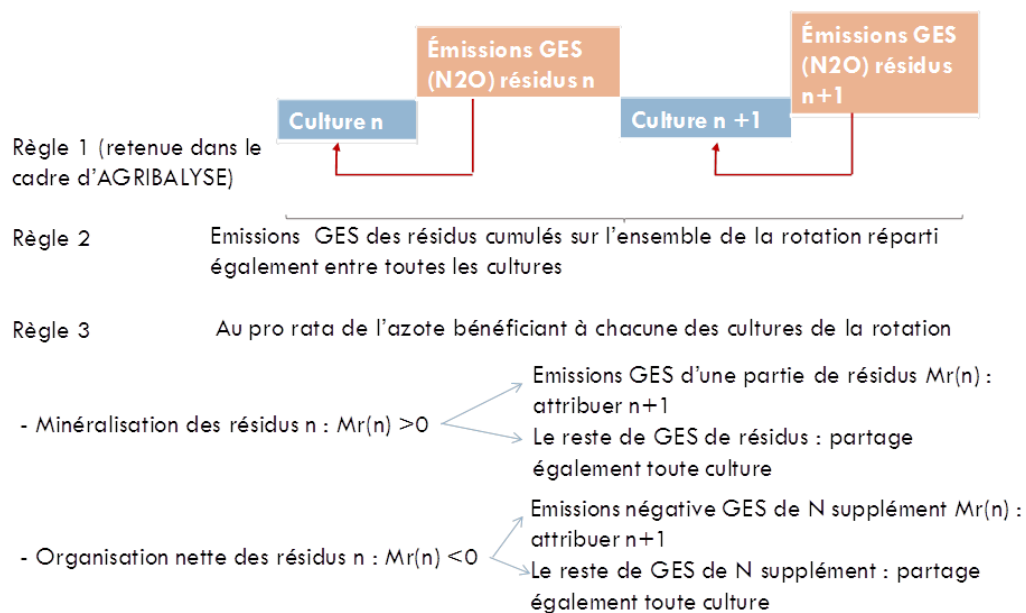 Émissions GES
(N2O) résidus n
Émissions GES
(N2O) résidus
n+1
Culture n
Culture n +1
Règle 1 (retenue dans le
cadre d'AGRIBALYSE)
Règle 2
Emissions GES des résidus cumulés sur l'ensemble de la rotation réparti
également entre toutes les cultures
Règle 3
Au pro rata de l'azote bénéficiant à chacune des cultures de la rotation
- Minéralisation des résidus n : Mr(n) >0
Emissions GES d'une partie de résidus Mr(n) :
attribuer n+1
Le reste de GES de résidus : partage
également toute culture
- Organisation nette des résidus n : Mr(n) <0
Emissions négative GES de N supplément Mr(n) :
attribuer n+1
Le reste de GES de N supplément : partage
également toute culture